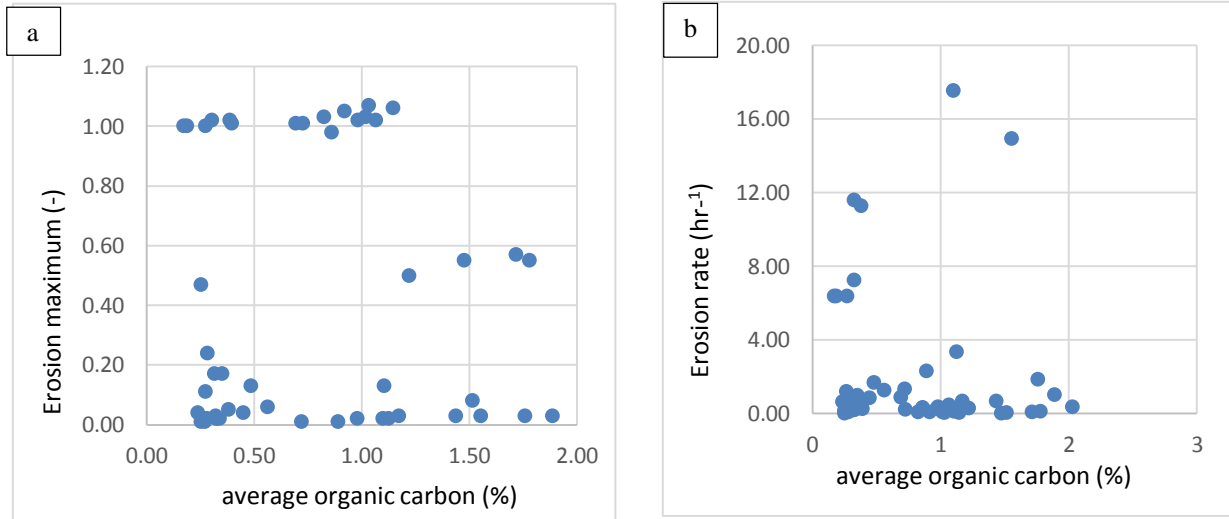 a
1.20
1.00
0.80
0.60
0.40
0.20
0.00
Erosion maximum (-)
0.00 0.50 1.00 1.50 2.00
average organic carbon (%)
b
20.00
16.00
12.00
8.00
4.00
0.00
Erosion rate (hr-1)
0 1 2 3
average organic carbon (%)